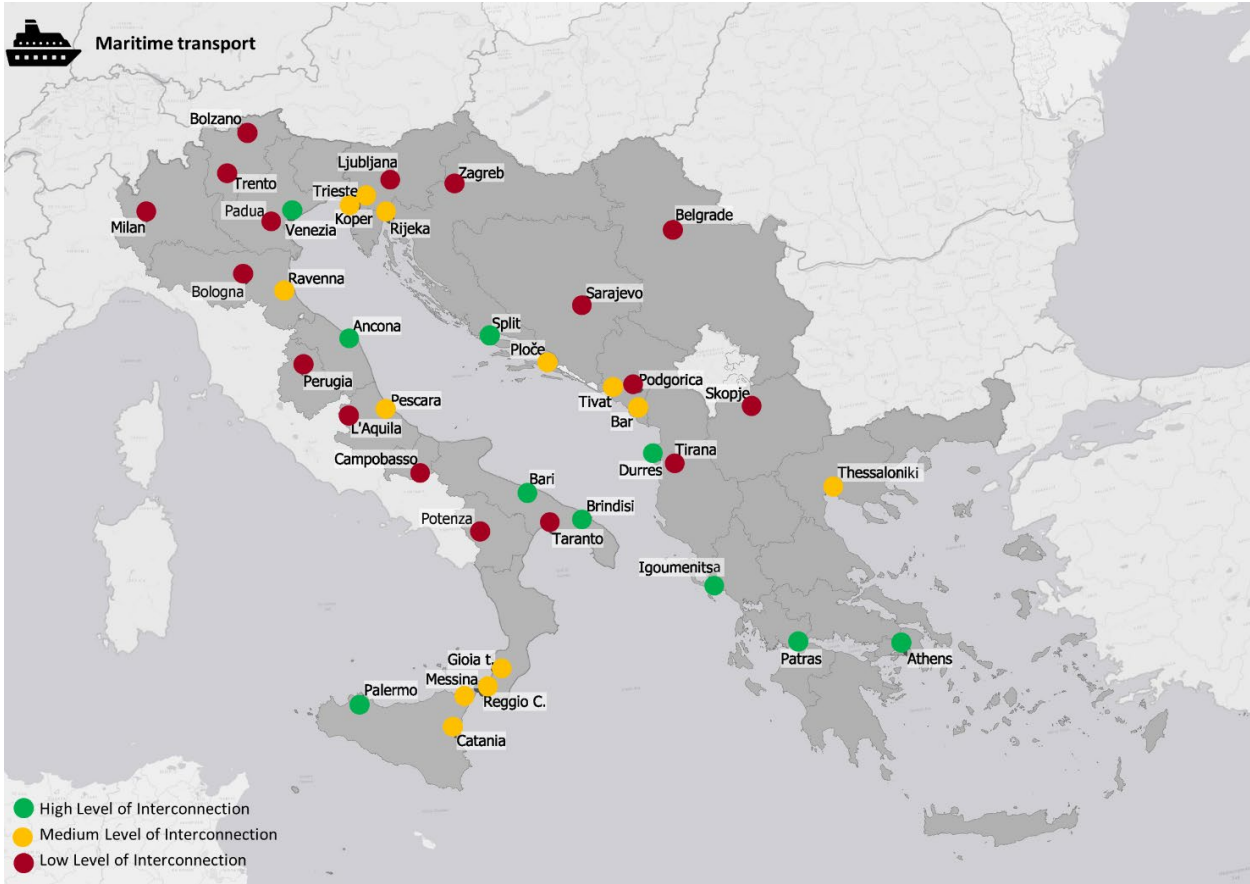 Maritime transport
Bolzano
Ljubljana
Zagreb
Trento
Trieste
Padua
Koper
Milan
Venezia
Rijeka
Belgrade
Ravenna
Bologna
Sarajevo
Ancona
Split
Ploče
Perugia
Podgorica
Skopje
Tivat
Pescara
Bar
L'Aquila
Tirana
Campobasso
Durres
Thessaloniki
Bari
Brindisi
Potenza
Taranto
Igoumenitsa
Patras
Athens
Gioia t.
Messina
Palermo
Reggio C.
Catania
High Level of Interconnection
Medium Level of Interconnection
Low Level of Interconnection